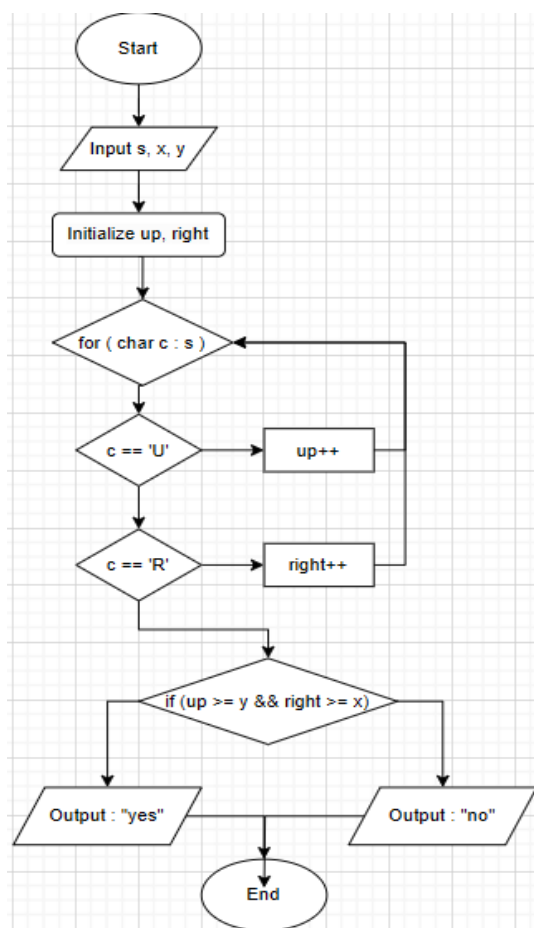 Start
Input s, x, y
Initialize up, right
for ( char c : s )
c == 'U'
up++
c == 'R'
right++
if (up >= y && right >= x)
Output : "yes"
Output : "no"
End